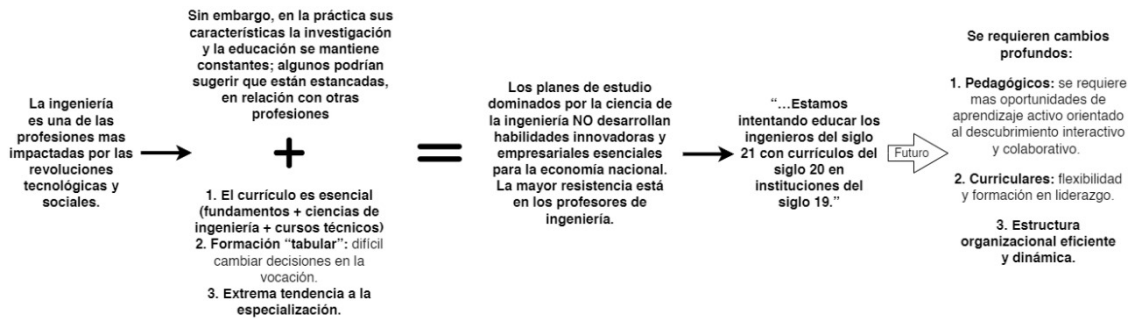 La ingeniería
es una de las
profesiones mas
impactadas por las
revoluciones
tecnológicas y
sociales.
Sin embargo, en la práctica sus
características la investigación
y la educación se mantiene
constantes; algunos podrían
sugerir que están estancadas,
en relación con otras
profesiones
+
1. El currículo es esencial
(fundamentos + ciencias de
ingeniería + cursos técnicos)
2. Formación “tabular”: difícil
cambiar decisiones en la
vocación.
3. Extrema tendencia a la
especialización.
=
Los planes de estudio
dominados por la ciencia de
la ingeniería NO desarrollan
habilidades innovadoras y
empresariales esenciales
para la economía nacional.
La mayor resistencia está
en los profesores de
ingeniería.
“…Estamos
intentando educar los
ingenieros del siglo
21 con currículos del
siglo 20 en
instituciones del
siglo 19.”
Futuro
Se requieren cambios
profundos:
1. Pedagógicos: se requiere
mas oportunidades de
aprendizaje activo orientado
al descubrimiento interactivo
y colaborativo.
2. Curriculares: flexibilidad
y formación en liderazgo.
3. Estructura
organizacional eficiente
y dinámica.